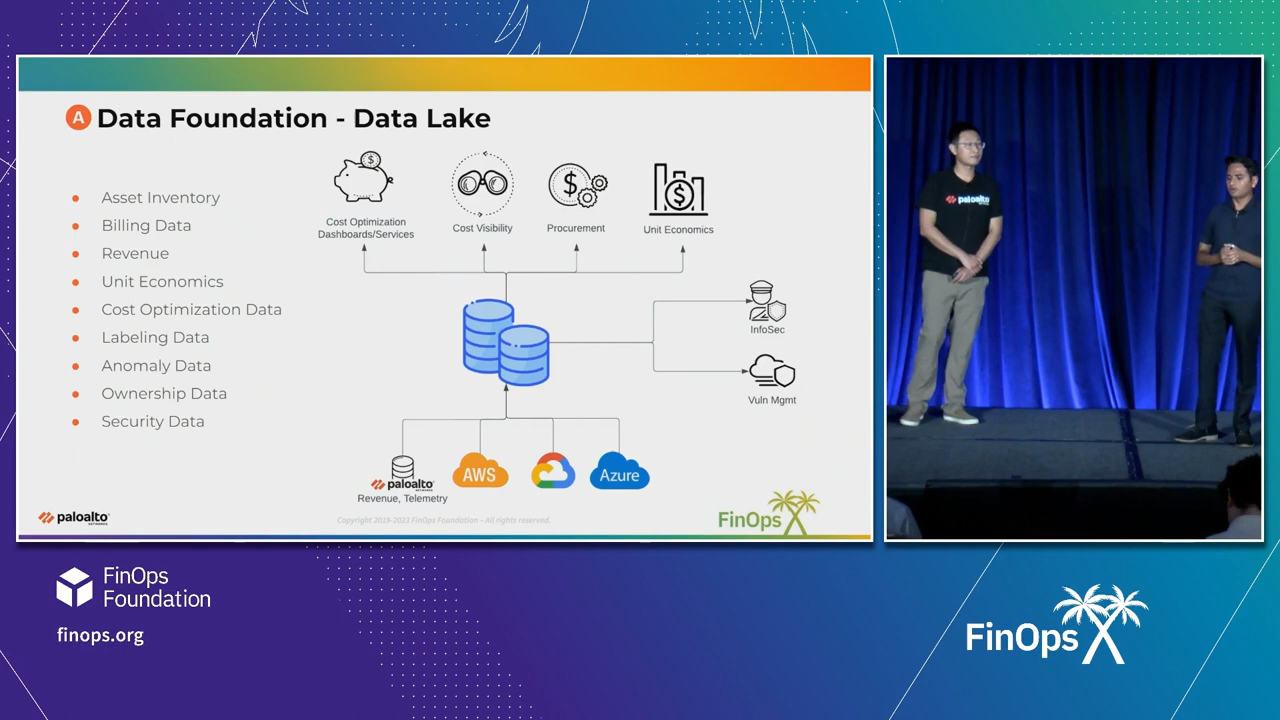 A Data Foundation - Data Lake
Asset Inventory
Billing Data
Revenue
Unit Economics
Cost Optimization Data
Labeling Data
Anomaly Data
Ownership Data
Security Data
Cost Optimization
Dashboards/Services
Cost Visibility
Procurement
Unit Economics
$
$
$
InfoSec
Vuln Mgmt
paloalto
NETWORKS
Revenue, Telemetry
AWS
Azure
paloalto
NETWORKS
Copyright 2019-2023 FinOps Foundation – All rights reserved.
FinOps X
paloalto
FinOps
Foundation
finops.org
FinOps X